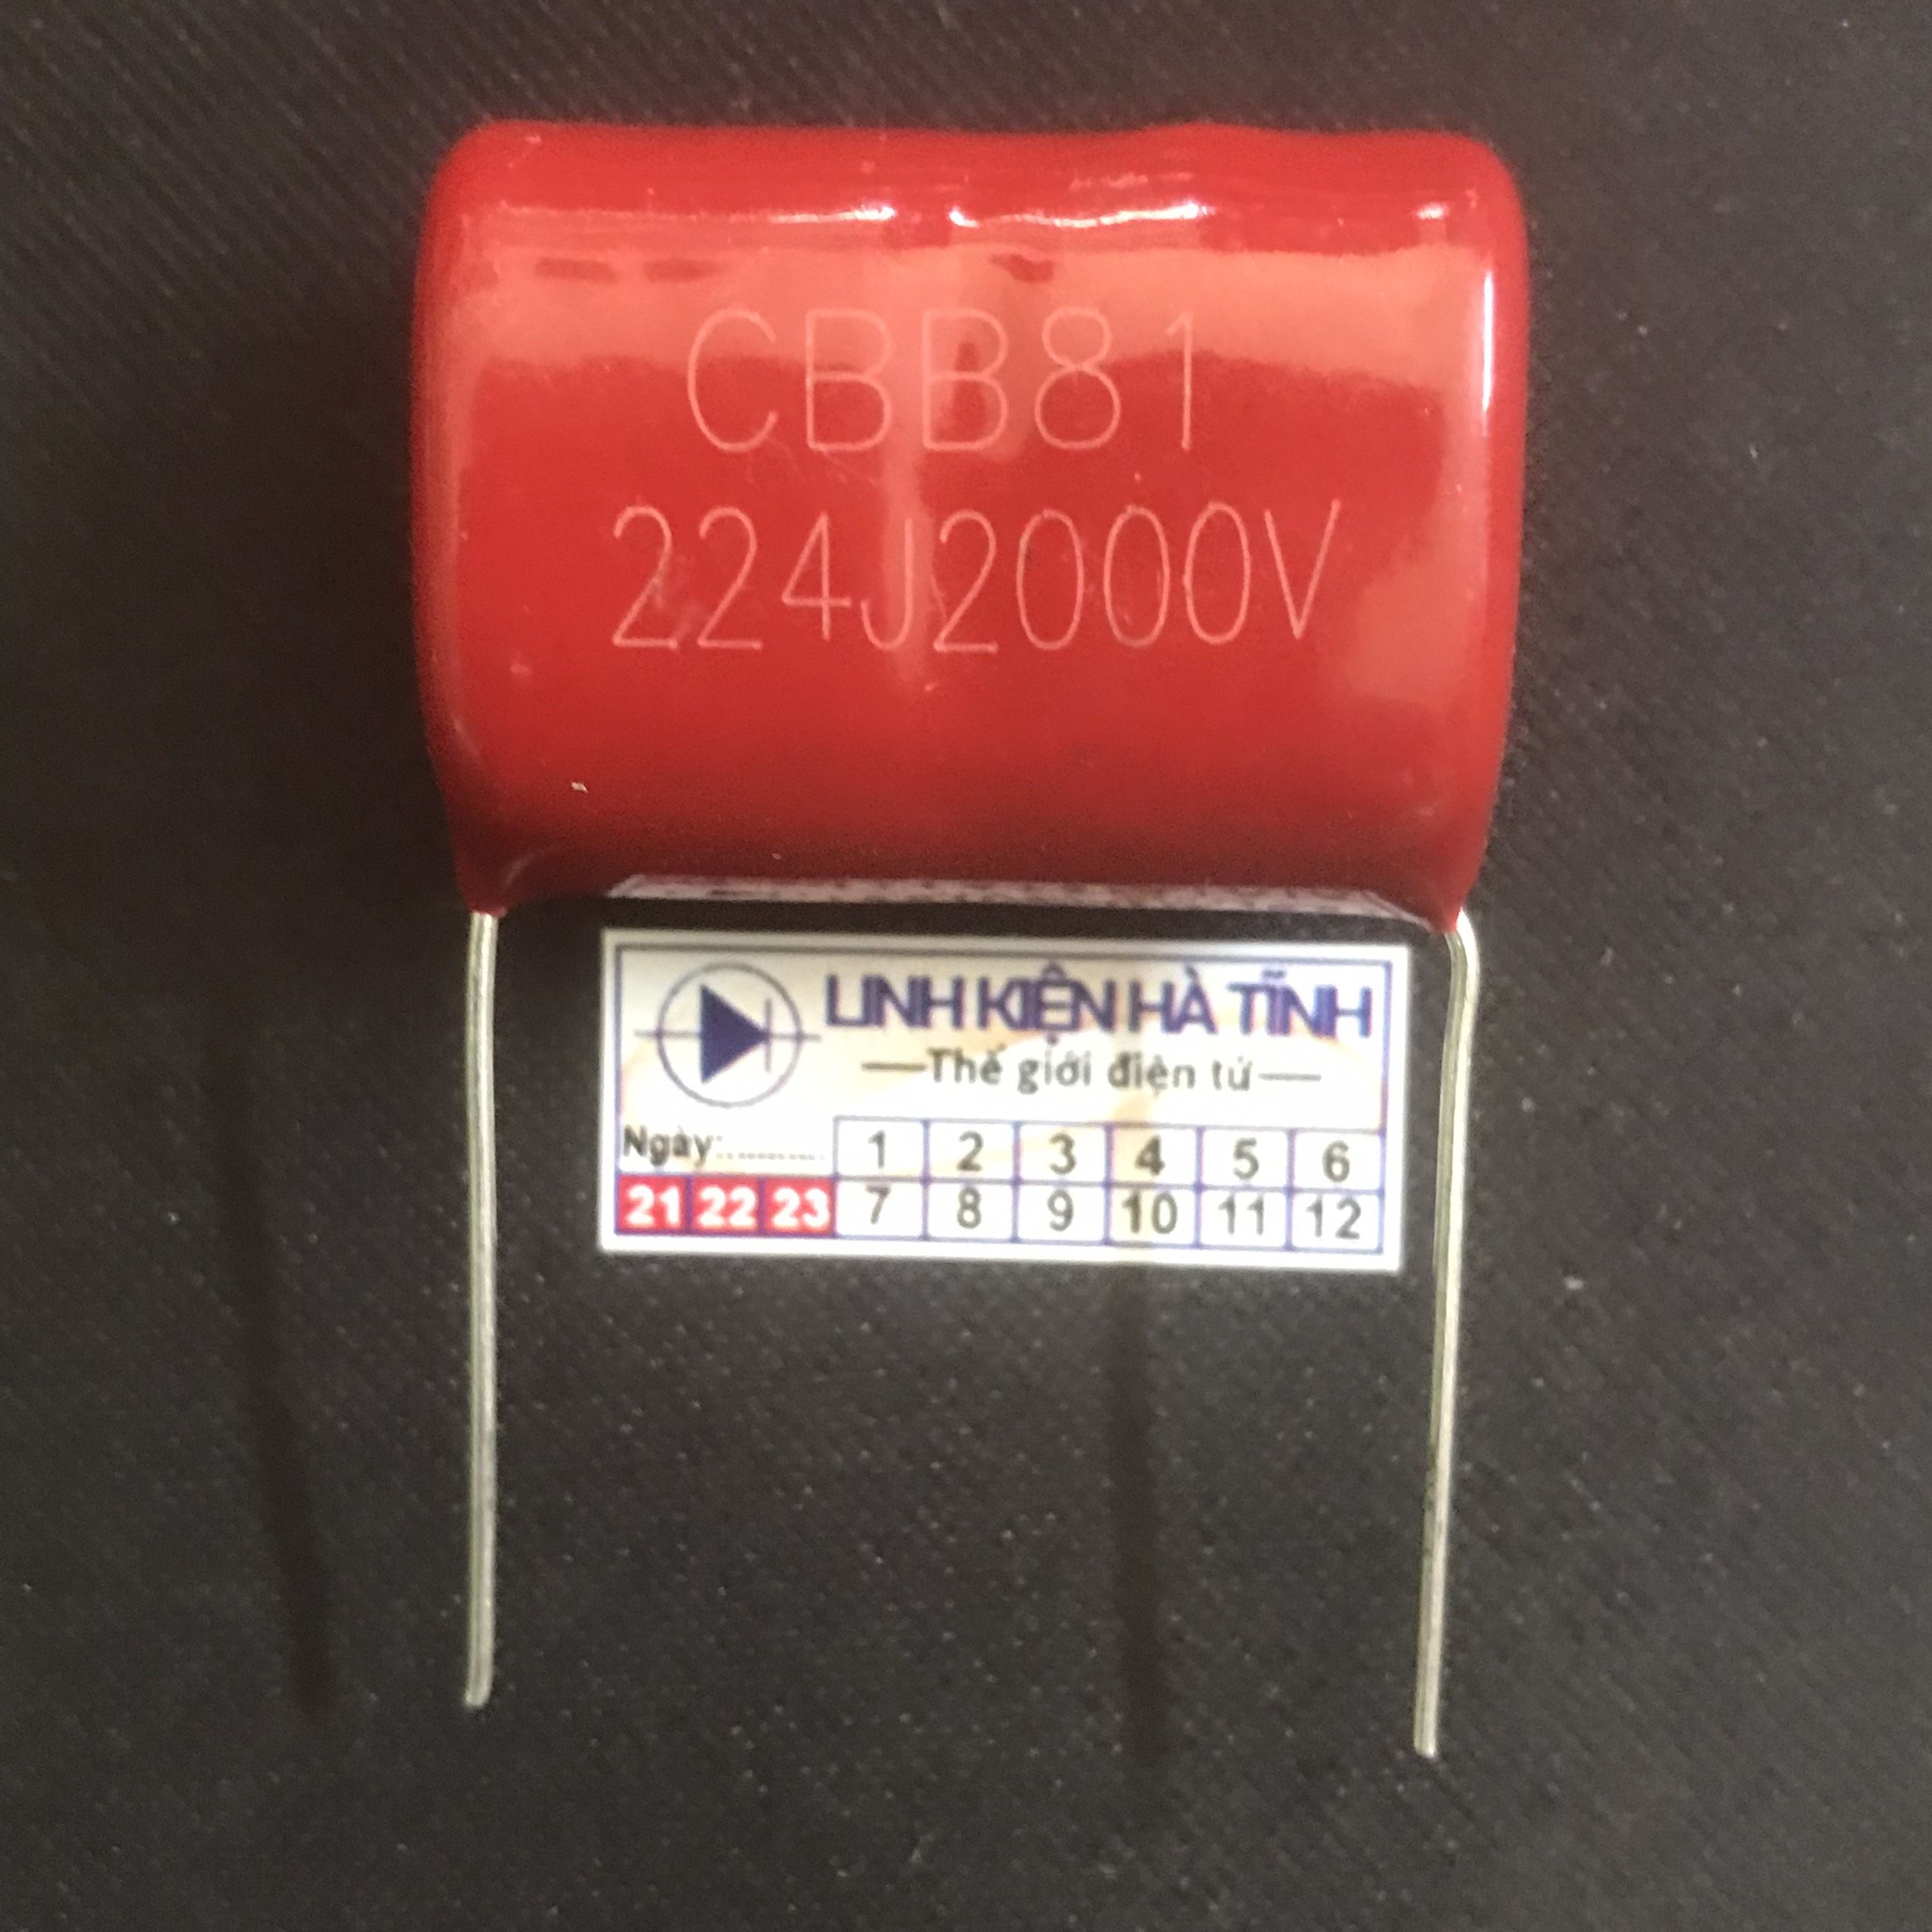 CBB81
224J2000V
LINH KIỆN HÀ TĨNH
Thế giới điện tử
Ngày:........... 1 2 3 4 5 6
21 22 23 7 8 9 10 11 12